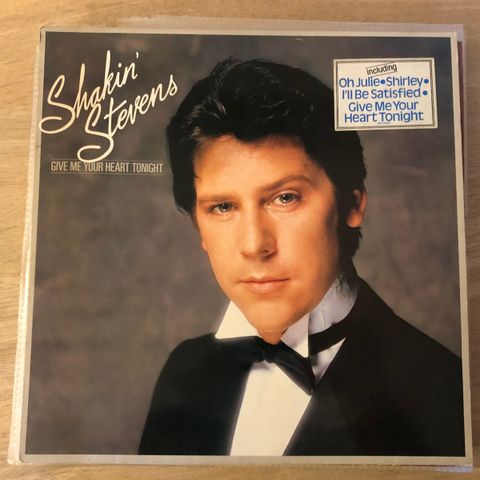 Shakin'
Stevens
GIVE ME YOUR HEART TONIGHT
including
Oh Julie•Shirley•
I'll Be Satisfied•
Give Me Your
Heart Tonight